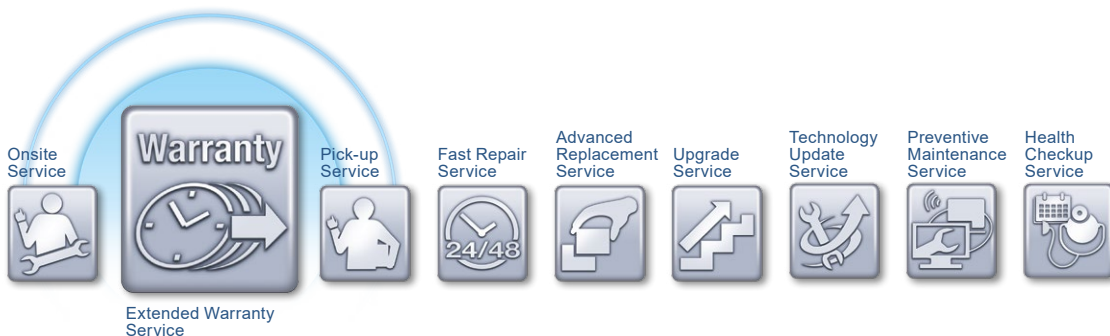 Onsite
Service
Warranty
Extended Warranty
Service
Pick-up
Service
Fast Repair
Service
24/48
Advanced
Replacement
Service
Upgrade
Service
Technology
Update
Service
Preventive
Maintenance
Service
Health
Checkup
Service